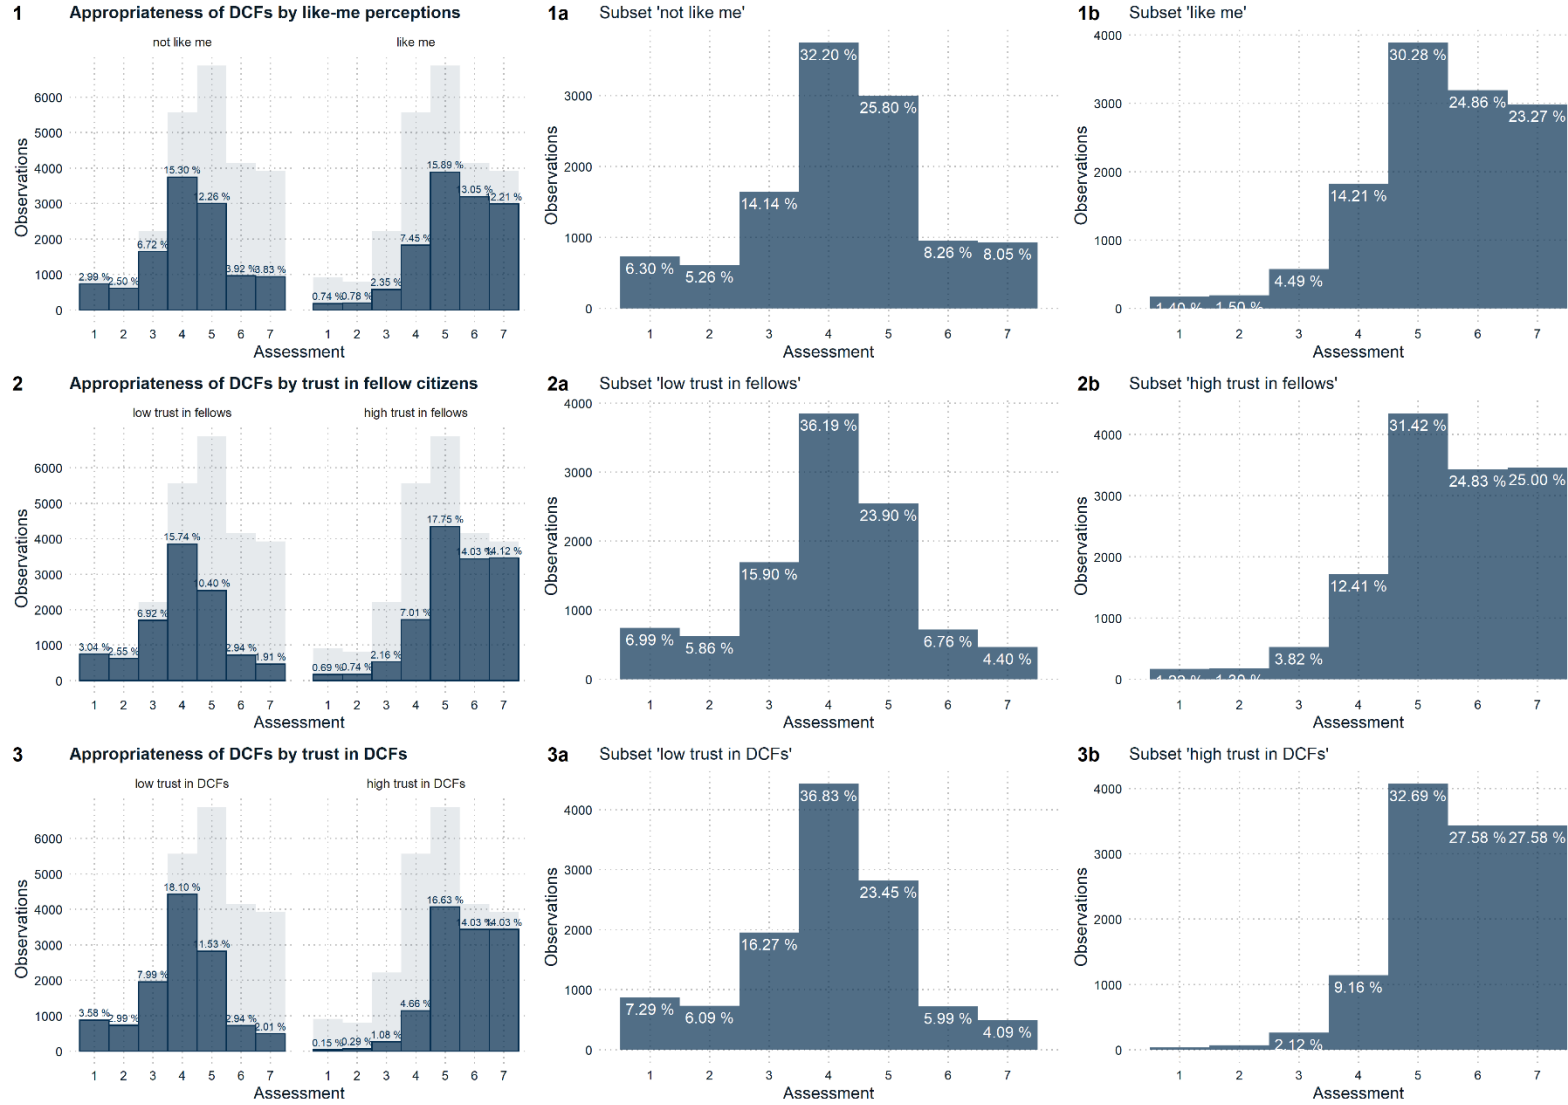 1 Appropriateness of DCFs by like-me perceptions
not like me like me
Observations
6000
5000
4000
3000
2000
1000
0
2.99 % 2.50 % 6.72 % 15.30 % 12.26 % 3.92 % 3.83 %
0.74 % 0.78 % 2.35 % 7.45 % 15.89 % 13.05 % 12.21 %
1 2 3 4 5 6 7 1 2 3 4 5 6 7
Assessment
1a Subset 'not like me'
Observations
3000
2000
1000
0
6.30 % 5.26 % 14.14 % 32.20 % 25.80 % 8.26 % 8.05 %
1 2 3 4 5 6 7
Assessment
1b Subset 'like me'
Observations
4000
3000
2000
1000
0
1.40 % 1.50 % 4.49 % 14.21 % 30.28 % 24.86 % 23.27 %
1 2 3 4 5 6 7
Assessment
2 Appropriateness of DCFs by trust in fellow citizens
low trust in fellows high trust in fellows
Observations
6000
5000
4000
3000
2000
1000
0
3.04 % 2.55 % 6.92 % 15.74 % 10.40 % 2.94 % 1.91 %
0.69 % 0.74 % 2.16 % 7.01 % 17.75 % 14.03 % 14.12 %
1 2 3 4 5 6 7 1 2 3 4 5 6 7
Assessment
2a Subset 'low trust in fellows'
Observations
4000
3000
2000
1000
0
6.99 % 5.86 % 15.90 % 36.19 % 23.90 % 6.76 % 4.40 %
1 2 3 4 5 6 7
Assessment
2b Subset 'high trust in fellows'
Observations
4000
3000
2000
1000
0
3.82 % 12.41 % 31.42 % 24.83 % 25.00 %
1 2 3 4 5 6 7
Assessment
3 Appropriateness of DCFs by trust in DCFs
low trust in DCFs high trust in DCFs
Observations
6000
5000
4000
3000
2000
1000
0
3.58 % 2.99 % 7.99 % 18.10 % 11.53 % 2.94 % 2.01 %
0.15 % 0.29 % 1.08 % 4.66 % 16.63 % 14.03 % 14.03 %
1 2 3 4 5 6 7 1 2 3 4 5 6 7
Assessment
3a Subset 'low trust in DCFs'
Observations
4000
3000
2000
1000
0
7.29 % 6.09 % 16.27 % 36.83 % 23.45 % 5.99 % 4.09 %
1 2 3 4 5 6 7
Assessment
3b Subset 'high trust in DCFs'
Observations
4000
3000
2000
1000
0
2.12 % 9.16 % 32.69 % 27.58 % 27.58 %
1 2 3 4 5 6 7
Assessment